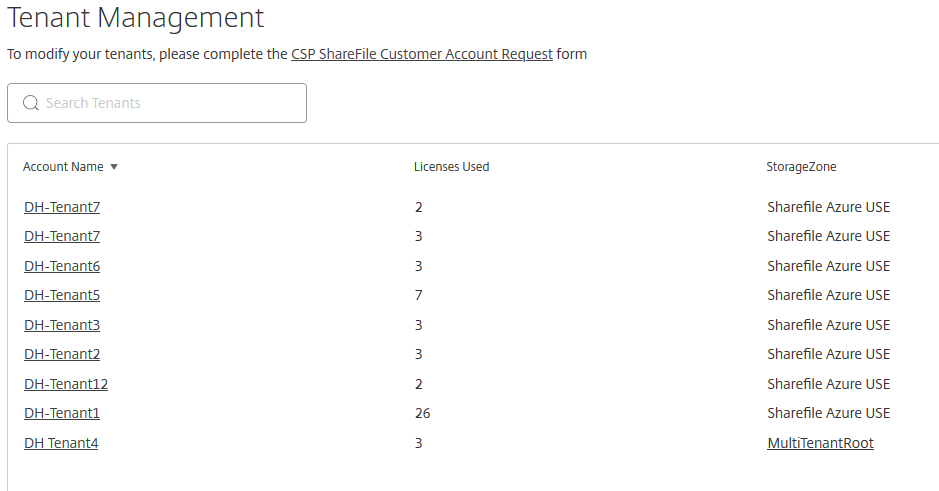 Tenant Management
To modify your tenants, please complete the CSP ShareFile Customer Account Request form
Search Tenants
Account Name Licenses Used StorageZone
DH-Tenant7 2 Sharefile Azure USE
DH-Tenant7 3 Sharefile Azure USE
DH-Tenant6 3 Sharefile Azure USE
DH-Tenant5 7 Sharefile Azure USE
DH-Tenant3 3 Sharefile Azure USE
DH-Tenant2 3 Sharefile Azure USE
DH-Tenant12 2 Sharefile Azure USE
DH-Tenant1 26 Sharefile Azure USE
DH Tenant4 3 MultiTenantRoot